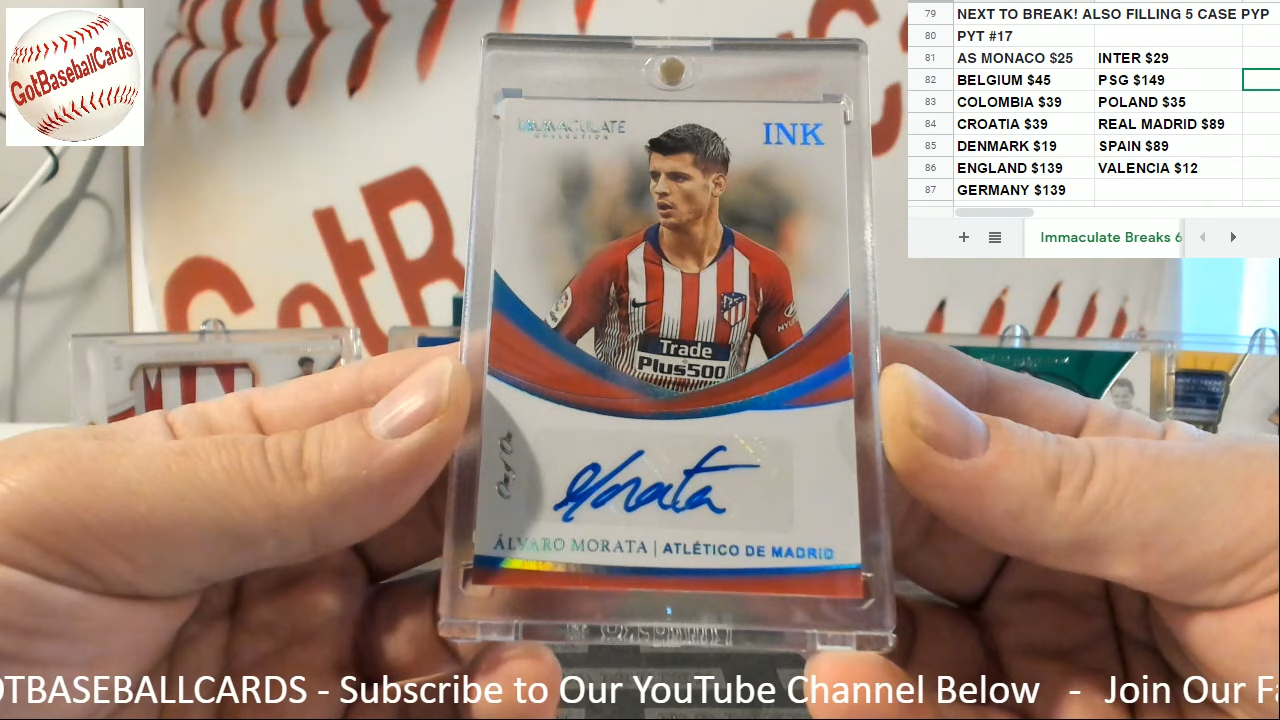 GotBaseballCards
79 NEXT TO BREAK! ALSO FILLING 5 CASE PYP
80 PYT #17
81 AS MONACO $25 INTER $29
82 BELGIUM $45 PSG $149
83 COLOMBIA $39 POLAND $35
84 CROATIA $39 REAL MADRID $89
85 DENMARK $19 SPAIN $89
86 ENGLAND $139 VALENCIA $12
87 GERMANY $139
Immaculate Breaks 6
GotB
IMMACULATE
COLLECTION
INK
Trade
Plus500
Morata
ÁLVARO MORATA | ATLÉTICO DE MADRID
OTBASEBALLCARDS - Subscribe to Our YouTube Channel Below - Join Our F